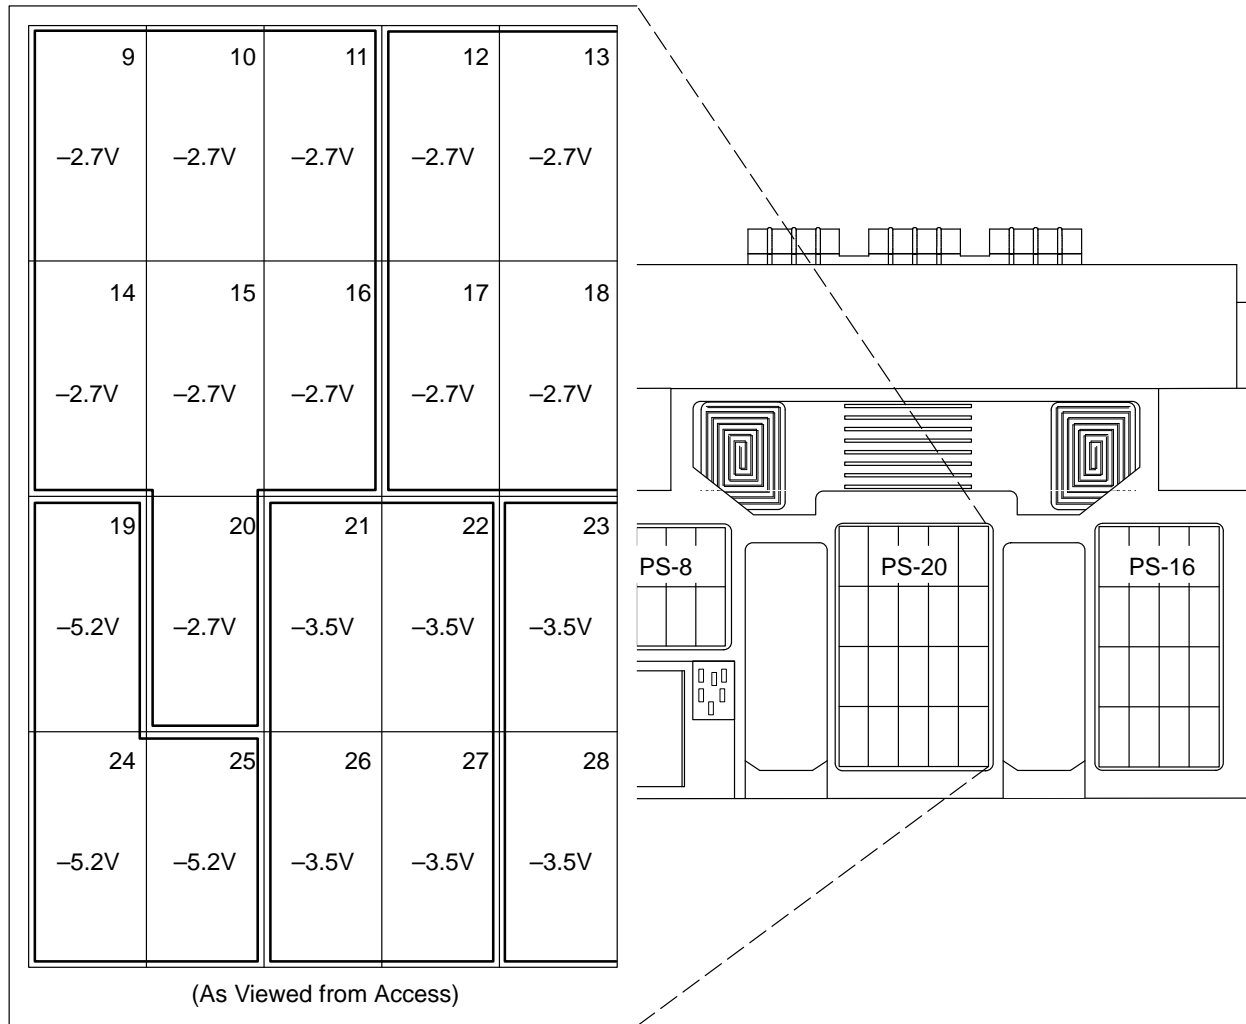 9 10 11 12 13
–2.7V –2.7V –2.7V –2.7V –2.7V
14 15 16 17 18
–2.7V –2.7V –2.7V –2.7V –2.7V
19 20 21 22 23
–5.2V –2.7V –3.5V –3.5V –3.5V
24 25 26 27 28
–5.2V –5.2V –3.5V –3.5V –3.5V
(As Viewed from Access)
PS-8 PS-20 PS-16